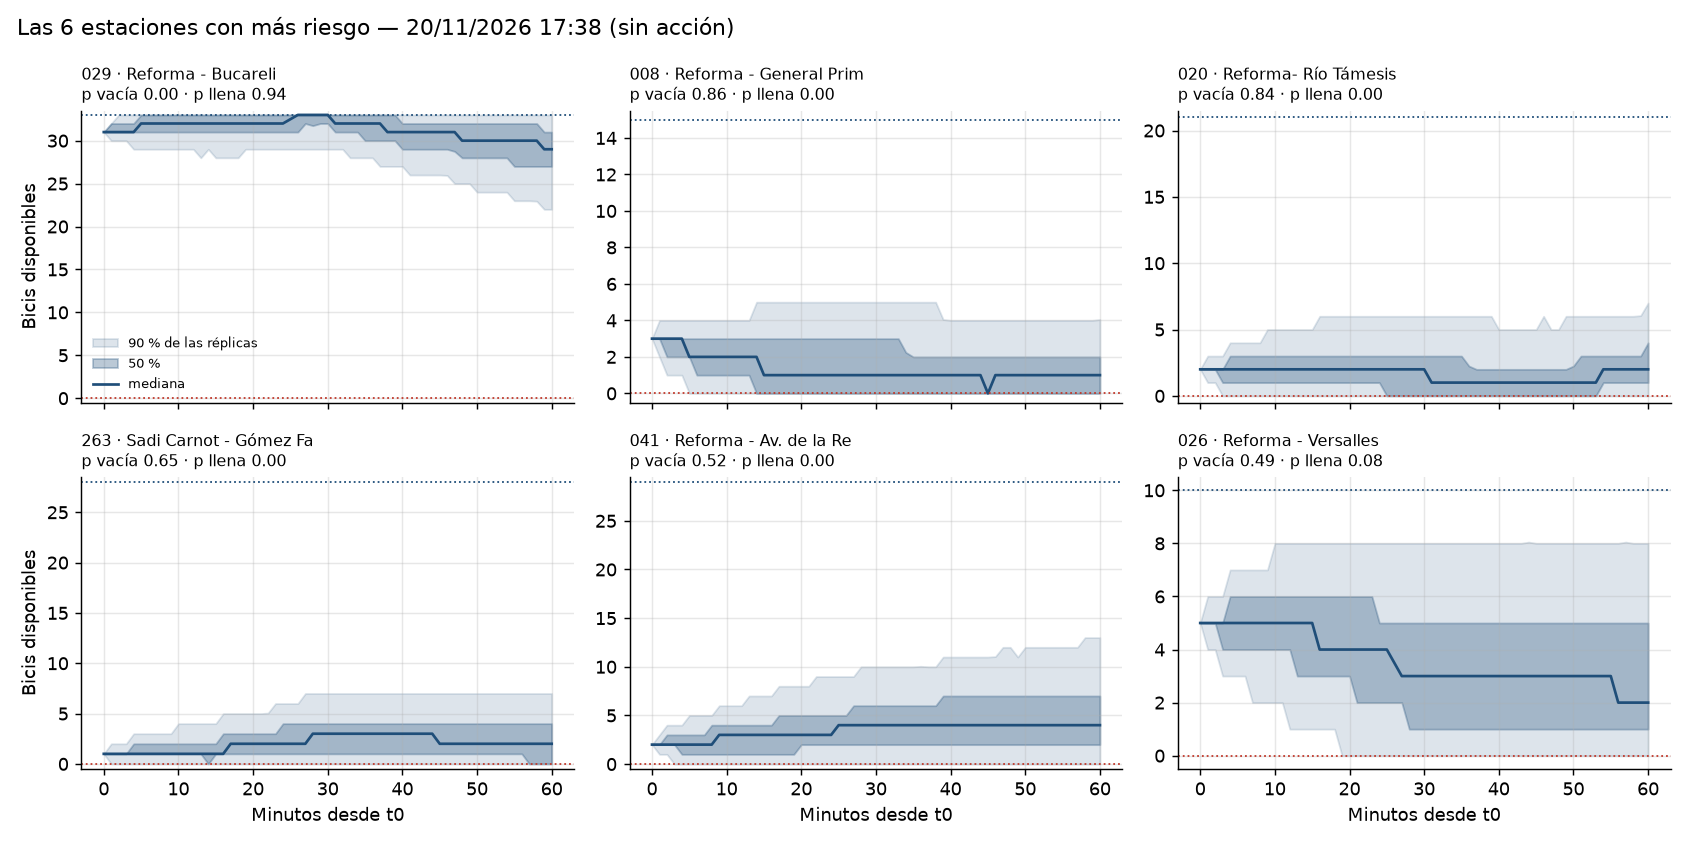 Las 6 estaciones con más riesgo — 20/11/2026 17:38 (sin acción)
029 · Reforma - Bucareli
p vacía 0.00 · p llena 0.94
30
25
20
15
10
5
0
Bicis disponibles
90 % de las réplicas
50 %
mediana
008 · Reforma - General Prim
p vacía 0.86 · p llena 0.00
14
12
10
8
6
4
2
0
020 · Reforma- Río Támesis
p vacía 0.84 · p llena 0.00
20
15
10
5
0
263 · Sadi Carnot - Gómez Fa
p vacía 0.65 · p llena 0.00
25
20
15
10
5
0
Bicis disponibles
0 10 20 30 40 50 60
Minutos desde t0
041 · Reforma - Av. de la Re
p vacía 0.52 · p llena 0.00
25
20
15
10
5
0
0 10 20 30 40 50 60
Minutos desde t0
026 · Reforma - Versalles
p vacía 0.49 · p llena 0.08
10
8
6
4
2
0
0 10 20 30 40 50 60
Minutos desde t0